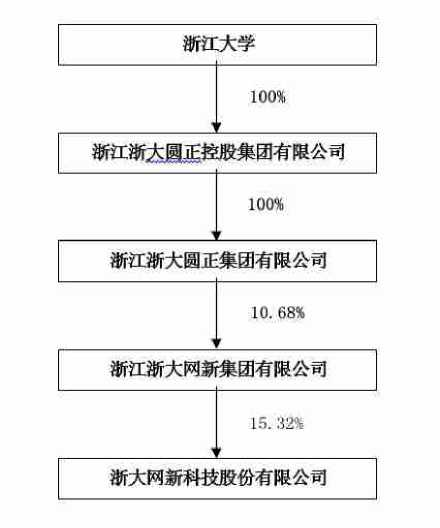 浙江大学
100%
浙江浙大圆正控股集团有限公司
100%
浙江浙大圆正集团有限公司
10.68%
浙江浙大网新集团有限公司
15.32%
浙大网新科技股份有限公司